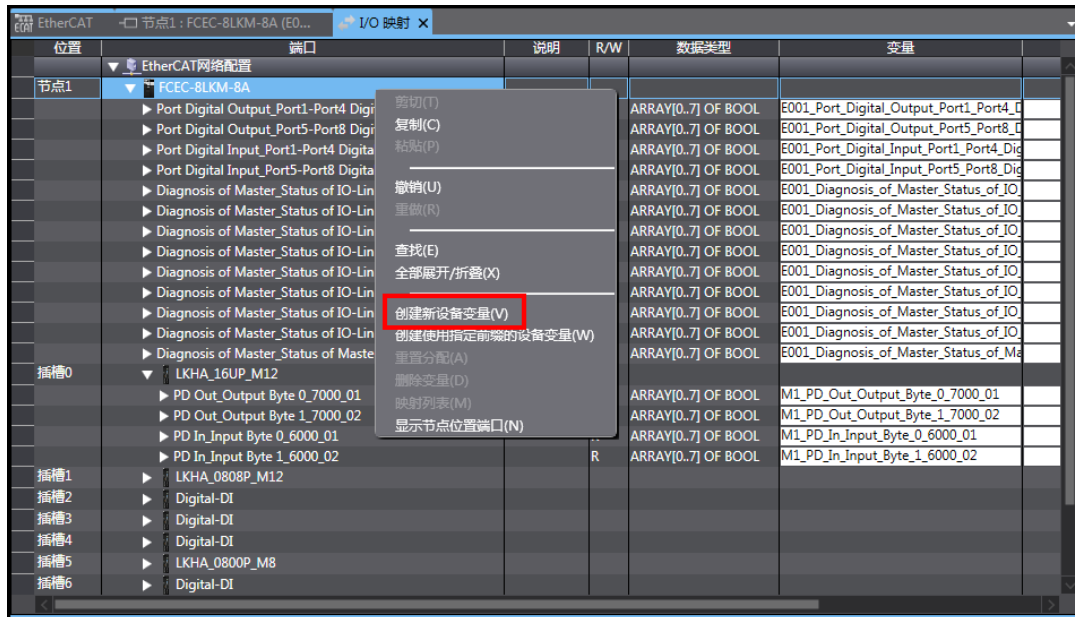 EtherCAT 节点1 : FCEC-8LKM-8A (E0... I/O 映射
位置 端口 说明 R/W 数据类型 变量
EtherCAT网络配置
节点1 FCEC-8LKM-8A
Port Digital Output_Port1-Port4 Digi ARRAY[0..7] OF BOOL E001_Port_Digital_Output_Port1_Port4_D
Port Digital Output_Port5-Port8 Digi ARRAY[0..7] OF BOOL E001_Port_Digital_Output_Port5_Port8_D
Port Digital Input_Port1-Port4 Digita ARRAY[0..7] OF BOOL E001_Port_Digital_Input_Port1_Port4_Dig
Port Digital Input_Port5-Port8 Digita ARRAY[0..7] OF BOOL E001_Port_Digital_Input_Port5_Port8_Dig
Diagnosis of Master_Status of IO-Lin ARRAY[0..7] OF BOOL E001_Diagnosis_of_Master_Status_of_IO_
Diagnosis of Master_Status of IO-Lin ARRAY[0..7] OF BOOL E001_Diagnosis_of_Master_Status_of_IO_
Diagnosis of Master_Status of IO-Lin ARRAY[0..7] OF BOOL E001_Diagnosis_of_Master_Status_of_IO_
Diagnosis of Master_Status of IO-Lin ARRAY[0..7] OF BOOL E001_Diagnosis_of_Master_Status_of_IO_
Diagnosis of Master_Status of IO-Lin ARRAY[0..7] OF BOOL E001_Diagnosis_of_Master_Status_of_IO_
Diagnosis of Master_Status of IO-Lin ARRAY[0..7] OF BOOL E001_Diagnosis_of_Master_Status_of_IO_
Diagnosis of Master_Status of IO-Lin ARRAY[0..7] OF BOOL E001_Diagnosis_of_Master_Status_of_IO_
Diagnosis of Master_Status of IO-Lin ARRAY[0..7] OF BOOL E001_Diagnosis_of_Master_Status_of_IO_
Diagnosis of Master_Status of Maste ARRAY[0..7] OF BOOL E001_Diagnosis_of_Master_Status_of_Ma
插槽0 LKHA_16UP_M12
PD Out_Output Byte 0_7000_01 ARRAY[0..7] OF BOOL M1_PD_Out_Output_Byte_0_7000_01
PD Out_Output Byte 1_7000_02 ARRAY[0..7] OF BOOL M1_PD_Out_Output_Byte_1_7000_02
PD In_Input Byte 0_6000_01 R ARRAY[0..7] OF BOOL M1_PD_In_Input_Byte_0_6000_01
PD In_Input Byte 1_6000_02 R ARRAY[0..7] OF BOOL M1_PD_In_Input_Byte_1_6000_02
插槽1 LKHA_0808P_M12
插槽2 Digital-DI
插槽3 Digital-DI
插槽4 Digital-DI
插槽5 LKHA_0800P_M8
插槽6 Digital-DI
剪切(T)
复制(C)
粘贴(P)
撤销(U)
重做(R)
查找(E)
全部展开/折叠(X)
创建新设备变量(V)
创建使用指定前缀的设备变量(W)
重置分配(A)
删除变量(D)
映射列表(M)
显示节点位置端口(N)